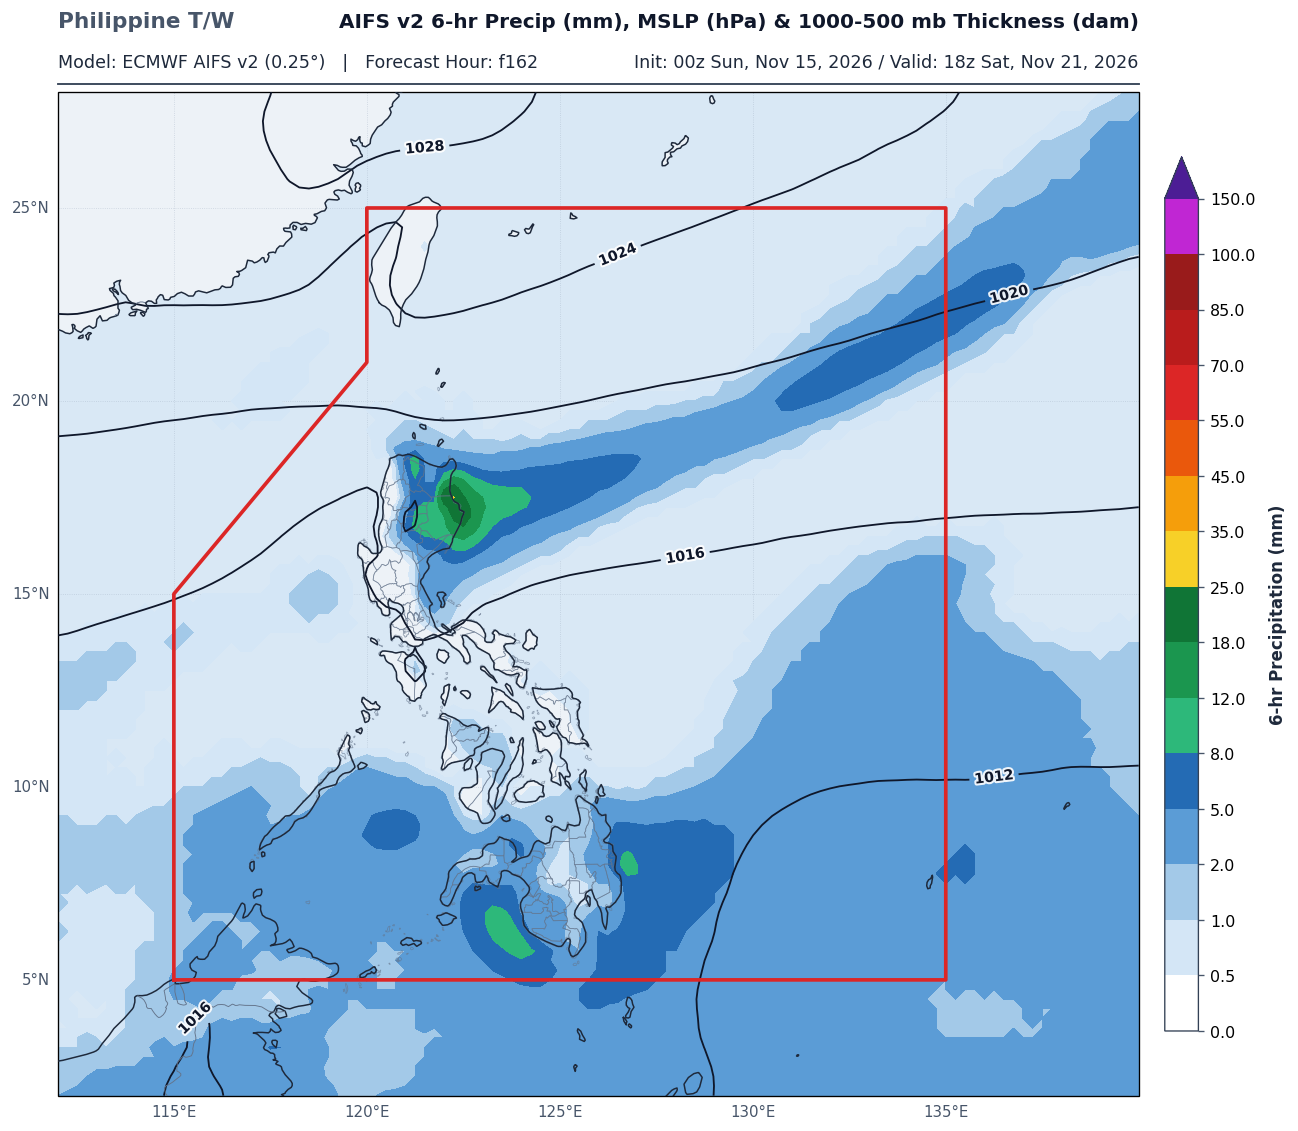 Philippine T/W
AIFS v2 6-hr Precip (mm), MSLP (hPa) & 1000-500 mb Thickness (dam)
Model: ECMWF AIFS v2 (0.25°)   |   Forecast Hour: f162
Init: 00z Sun, Nov 15, 2026 / Valid: 18z Sat, Nov 21, 2026
1028
1024
1020
1016
1012
1016
25°N
20°N
15°N
10°N
5°N
115°E
120°E
125°E
130°E
135°E
150.0
100.0
85.0
70.0
55.0
45.0
35.0
25.0
18.0
12.0
8.0
5.0
2.0
1.0
0.5
0.0
6-hr Precipitation (mm)